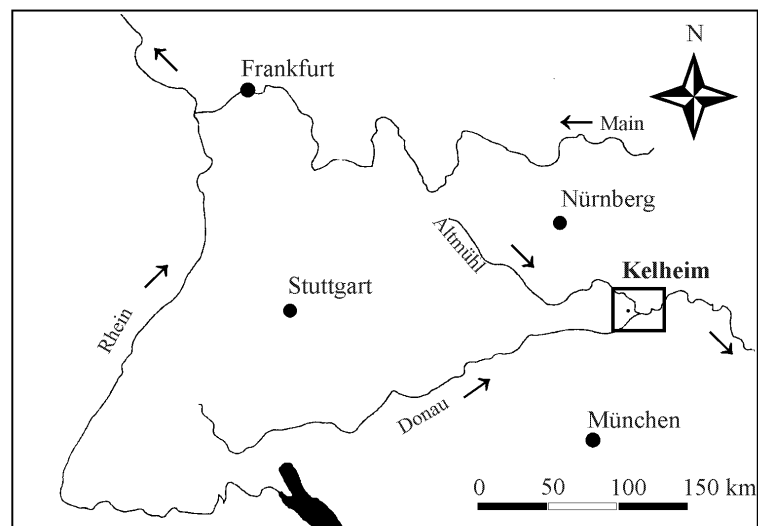 N
Frankfurt
Main
Nürnberg
Altmühl
Kelheim
Stuttgart
Rhein
Donau
München
0 50 100 150 km